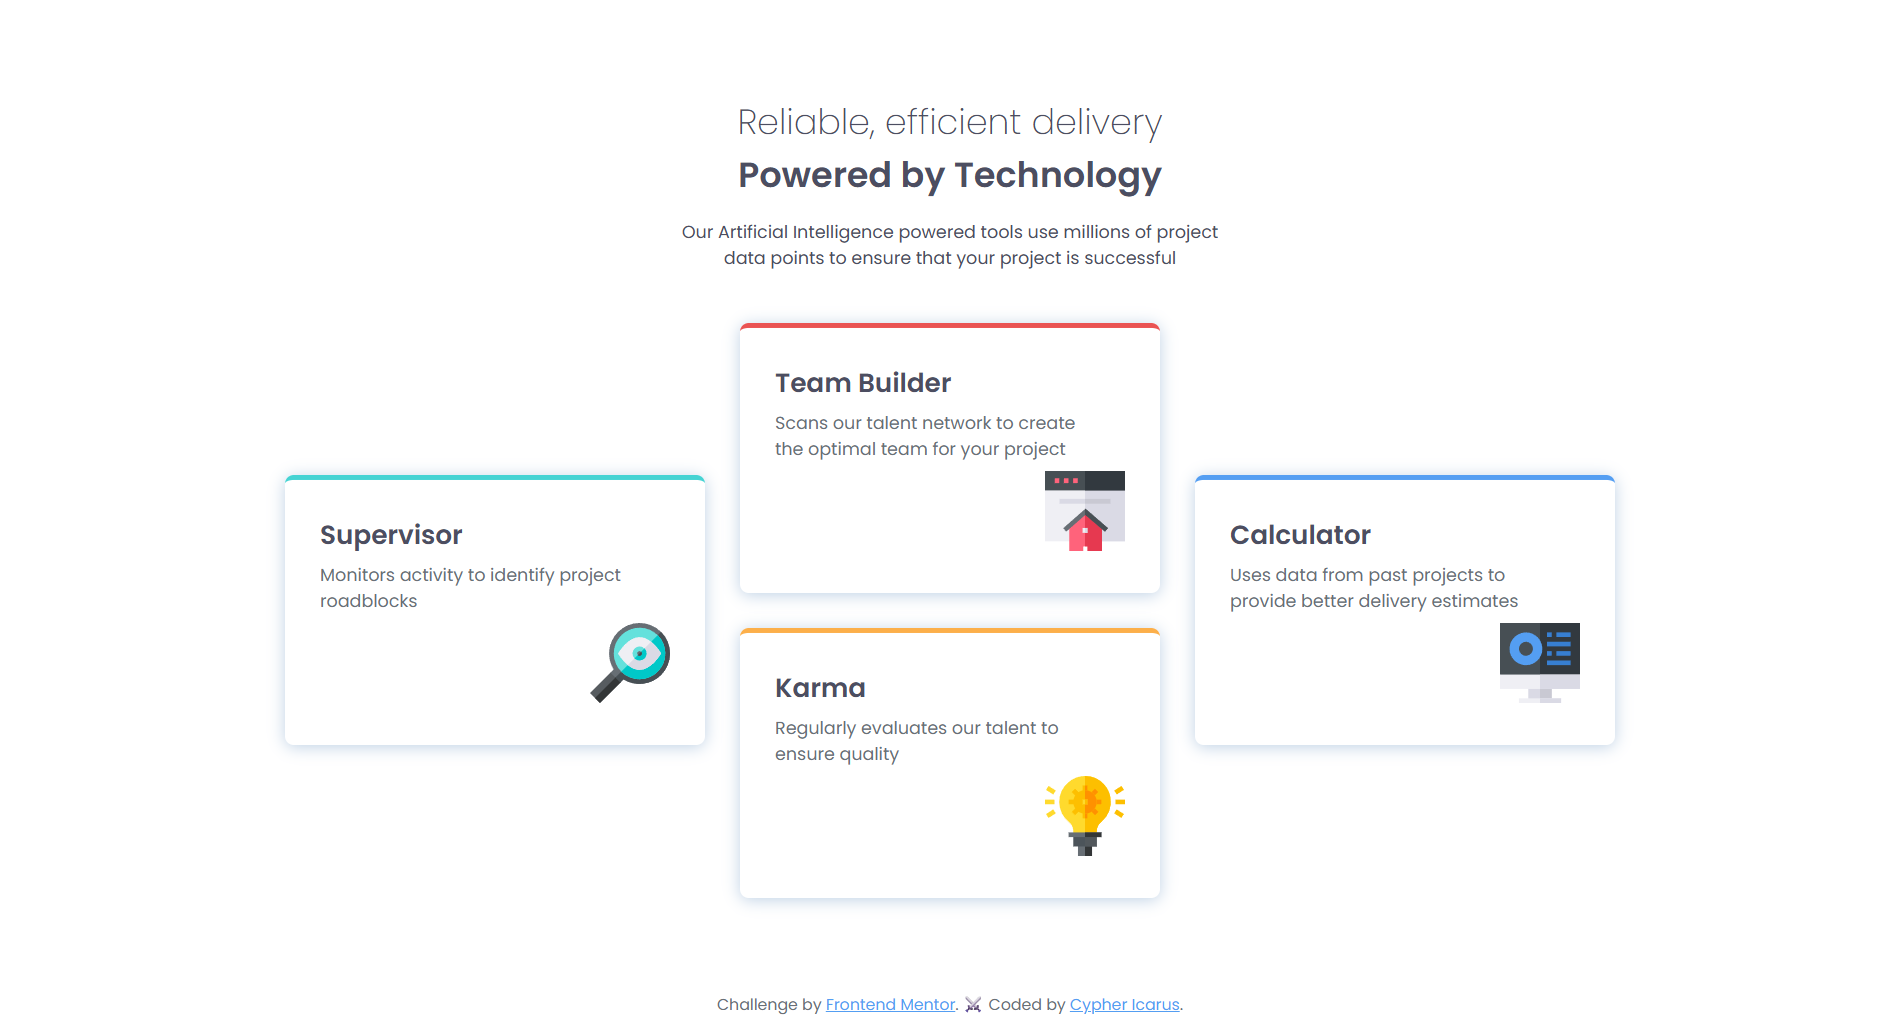 Reliable, efficient delivery
Powered by Technology
Our Artificial Intelligence powered tools use millions of project
data points to ensure that your project is successful
Team Builder
Scans our talent network to create
the optimal team for your project
Supervisor
Monitors activity to identify project
roadblocks
Calculator
Uses data from past projects to
provide better delivery estimates
Karma
Regularly evaluates our talent to
ensure quality
Challenge by Frontend Mentor. ⚔️ Coded by Cypher Icarus.